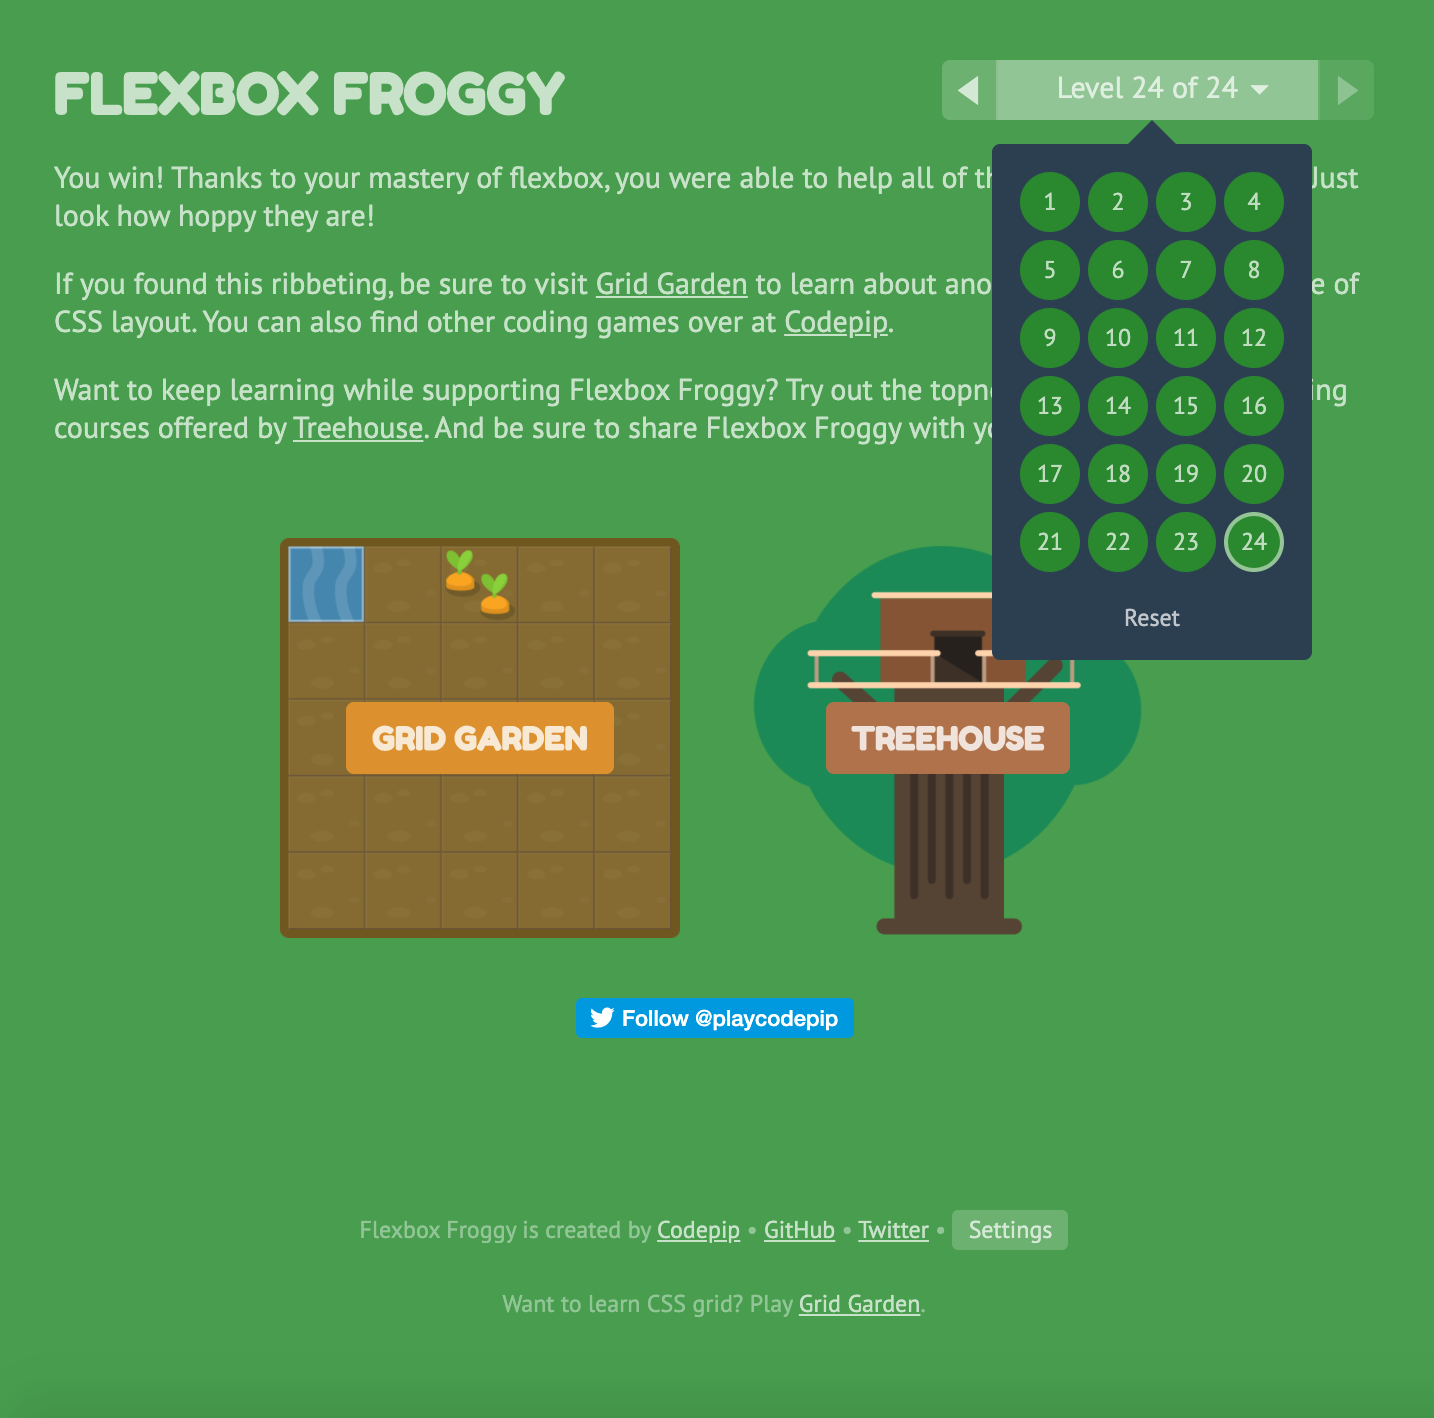 FLEXBOX FROGGY
Level 24 of 24
You win! Thanks to your mastery of flexbox, you were able to help all of th
Just
look how hoppy they are!
If you found this ribbeting, be sure to visit Grid Garden to learn about ano
e of
CSS layout. You can also find other coding games over at Codepip.
Want to keep learning while supporting Flexbox Froggy? Try out the topn
ing
courses offered by Treehouse. And be sure to share Flexbox Froggy with yo
1 2 3 4
5 6 7 8
9 10 11 12
13 14 15 16
17 18 19 20
21 22 23 24
Reset
GRID GARDEN
TREEHOUSE
Follow @playcodepip
Flexbox Froggy is created by Codepip • GitHub • Twitter • Settings
Want to learn CSS grid? Play Grid Garden.